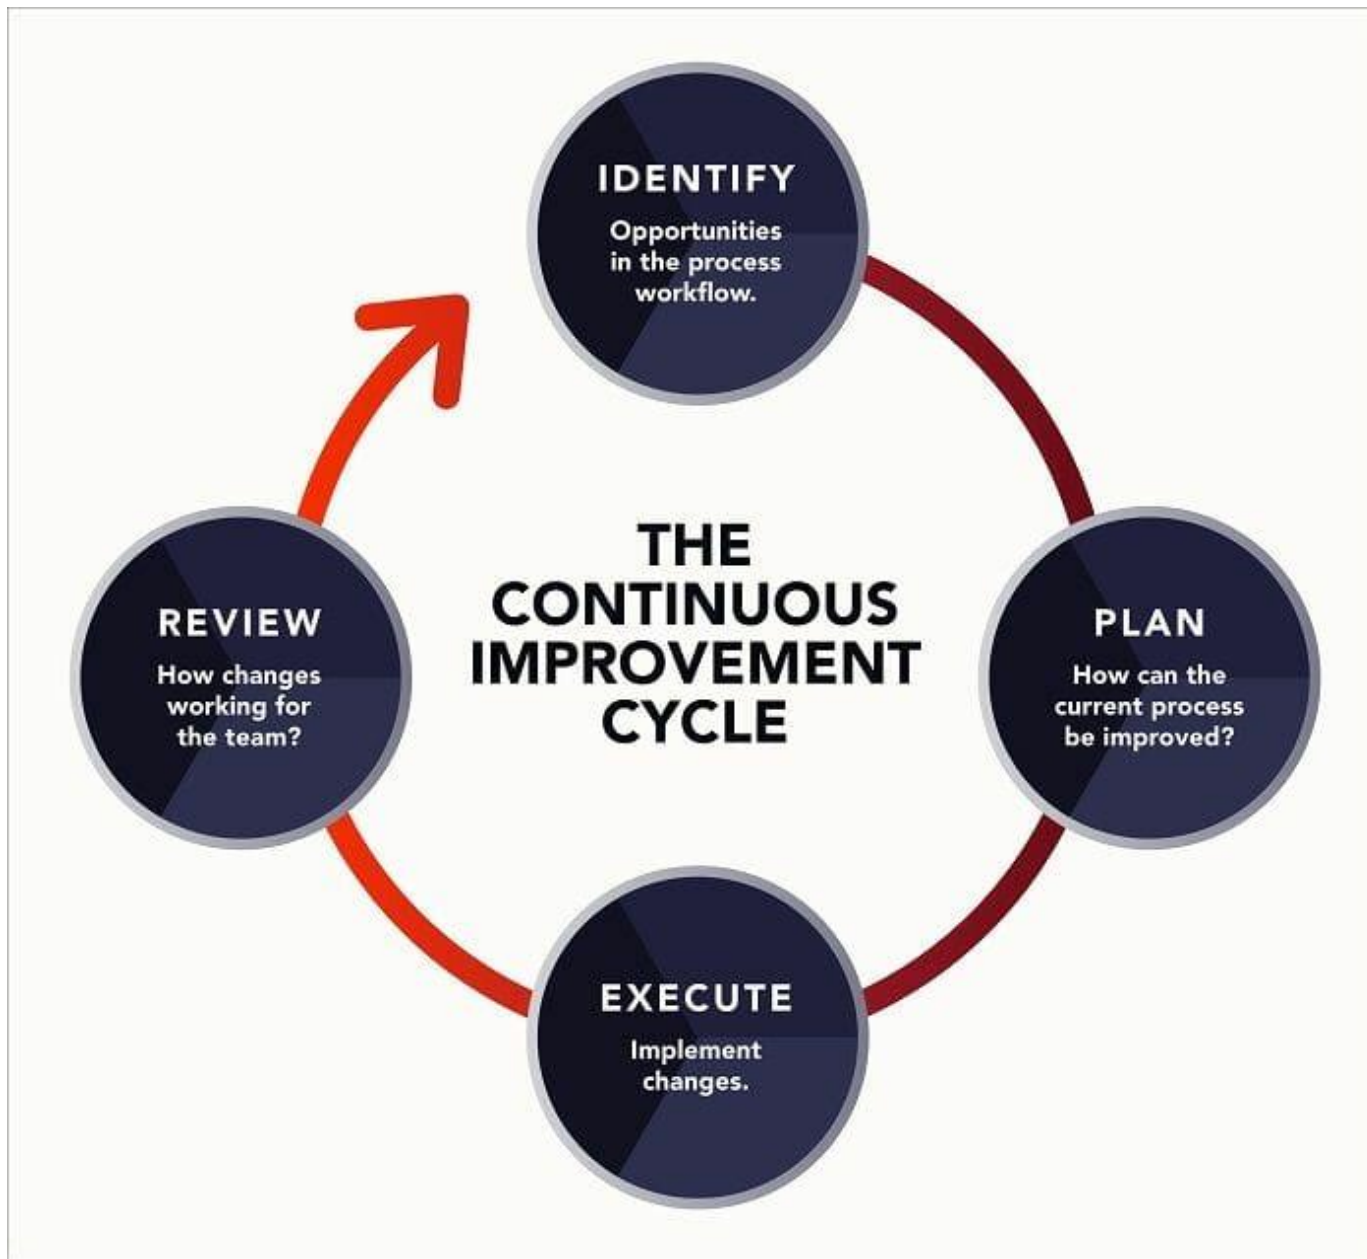 IDENTIFY
Opportunities
in the process
workflow.
THE
CONTINUOUS
IMPROVEMENT
CYCLE
PLAN
How can the
current process
be improved?
EXECUTE
Implement
changes.
REVIEW
How changes
working for
the team?